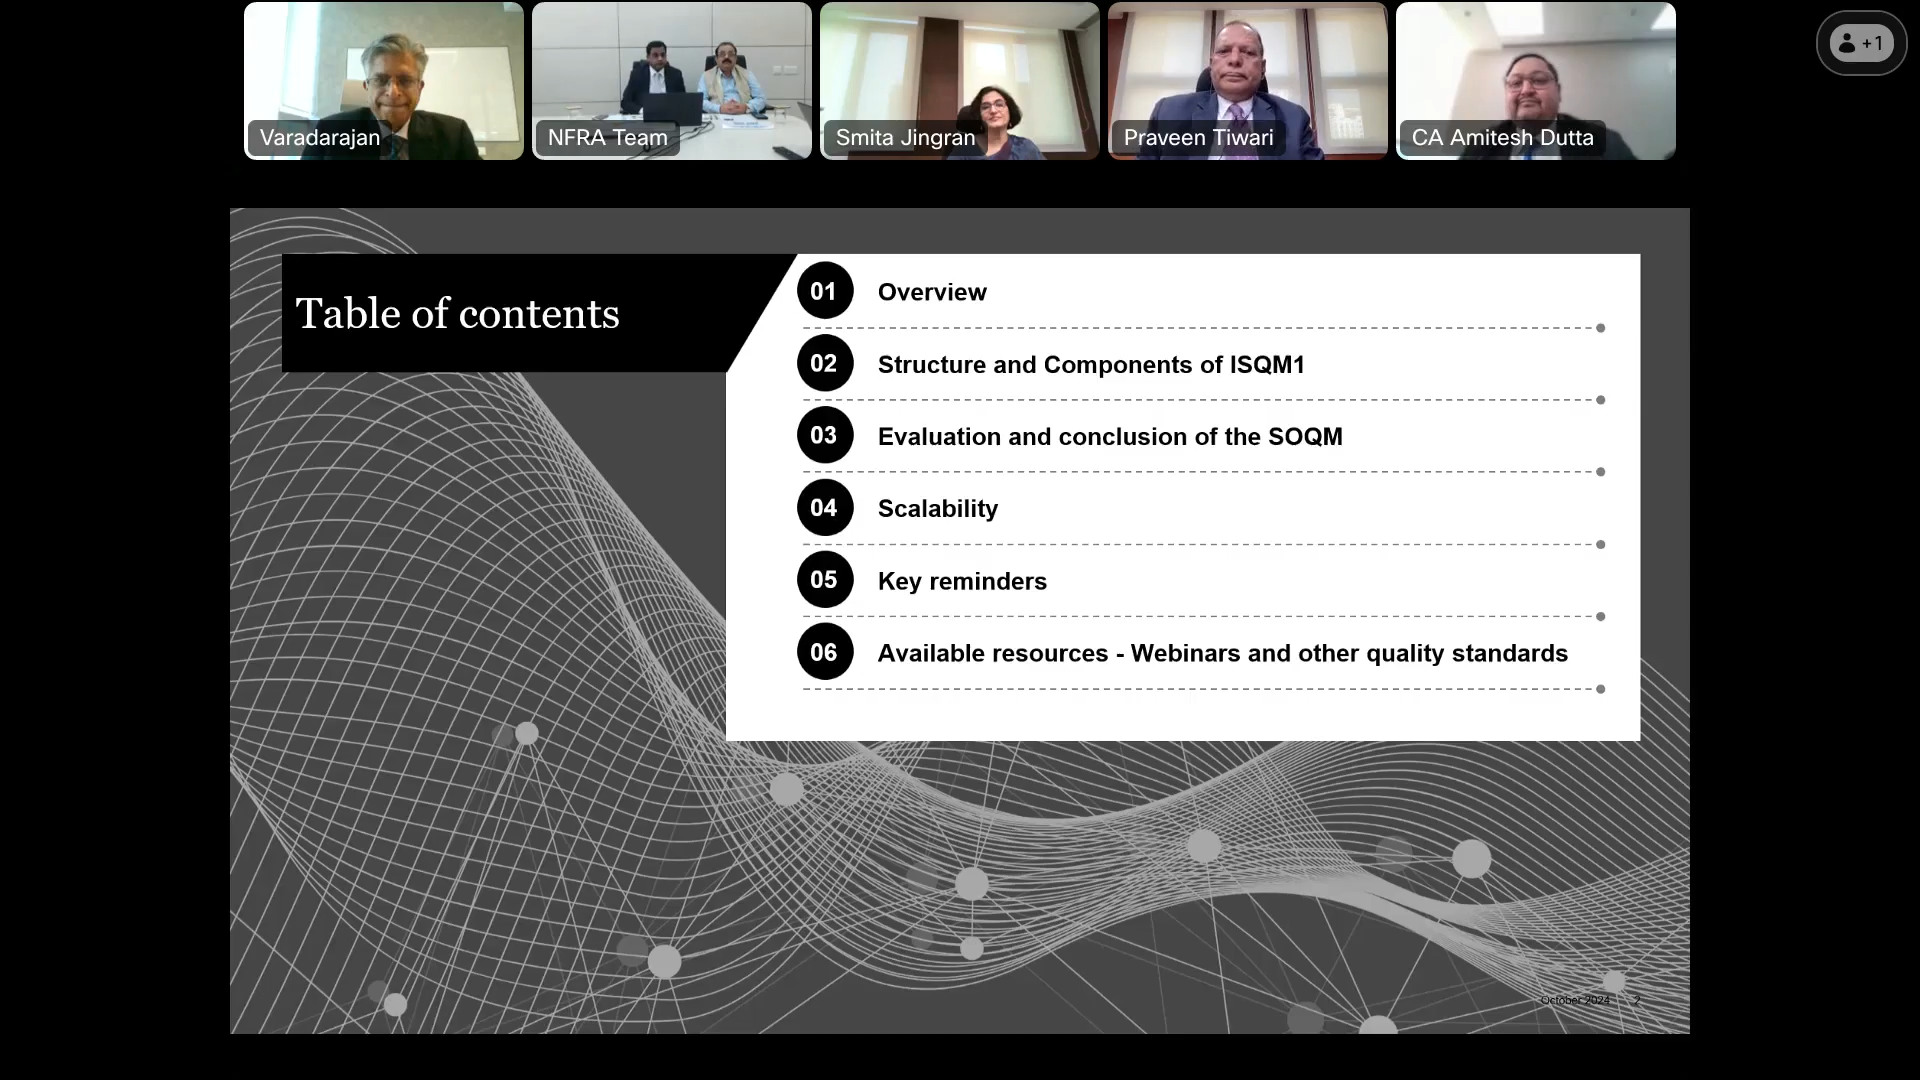 Varadarajan
NFRA Team
Smita Jingran
Praveen Tiwari
CA Amitesh Dutta
+1
Table of contents
01 Overview
02 Structure and Components of ISQM1
03 Evaluation and conclusion of the SOQM
04 Scalability
05 Key reminders
06 Available resources - Webinars and other quality standards
October 2024 2